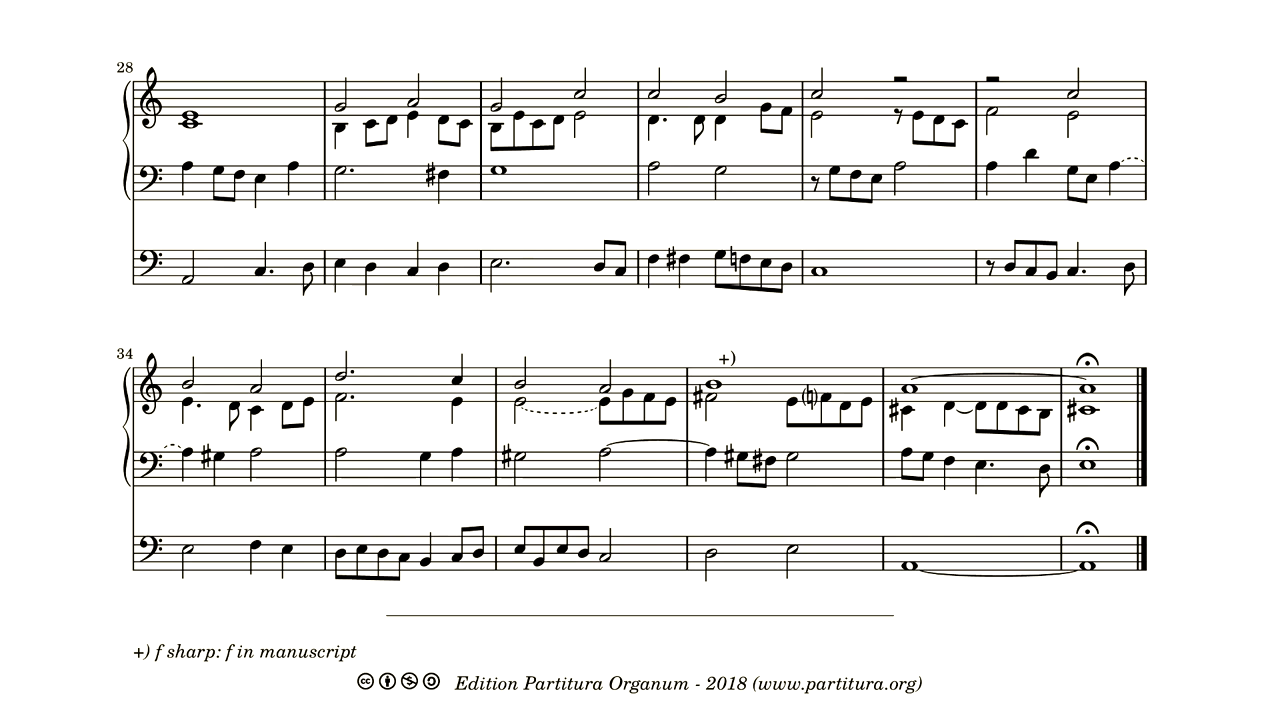 28
34
+)
+) f sharp: f in manuscript
Edition Partitura Organum - 2018 (www.partitura.org)